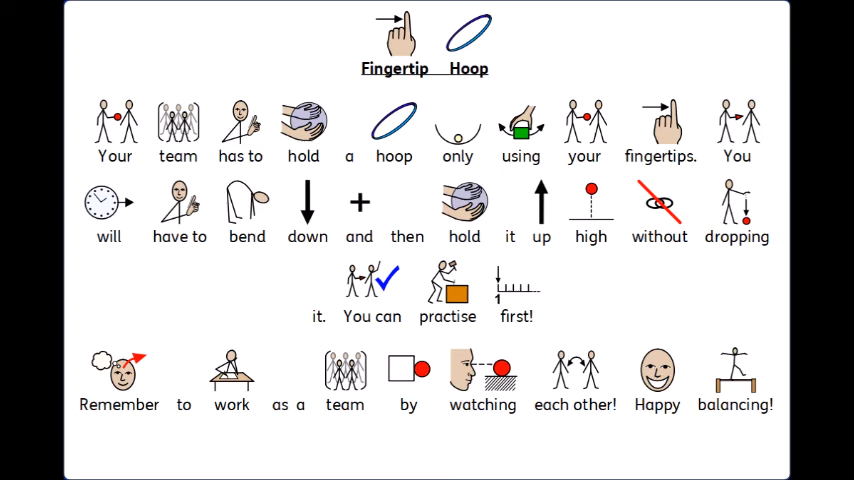 Fingertip Hoop
Your team has to hold a hoop only using your fingertips. You
will have to bend down and then hold it up high without dropping
1
it. You can practise first!
Remember to work as a team by watching each other! Happy balancing!